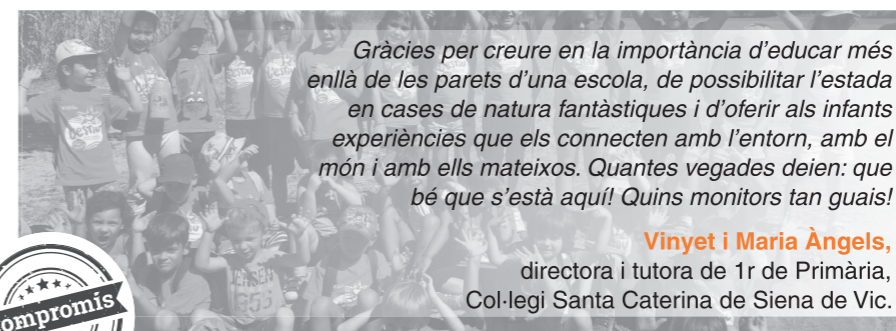 Gràcies per creure en la importància d'educar més
enllà de les parets d'una escola, de possibilitar l'estada
en cases de natura fantàstiques i d'oferir als infants
experiències que els connecten amb l'entorn, amb el
món i amb ells mateixos. Quantes vegades deien: que
bé que s'està aquí! Quins monitors tan guais!
Vinyet i Maria Àngels,
directora i tutora de 1r de Primària,
Col·legi Santa Caterina de Siena de Vic.
ompromís